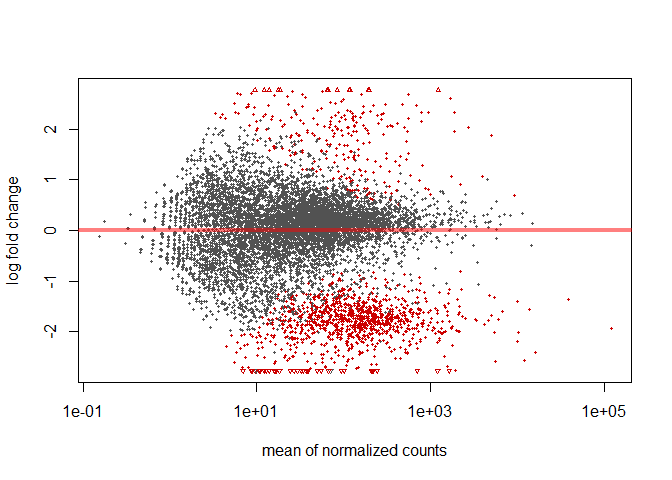 2
1
0
-1
-2
log fold change
1e-01
1e+01
1e+03
1e+05
mean of normalized counts